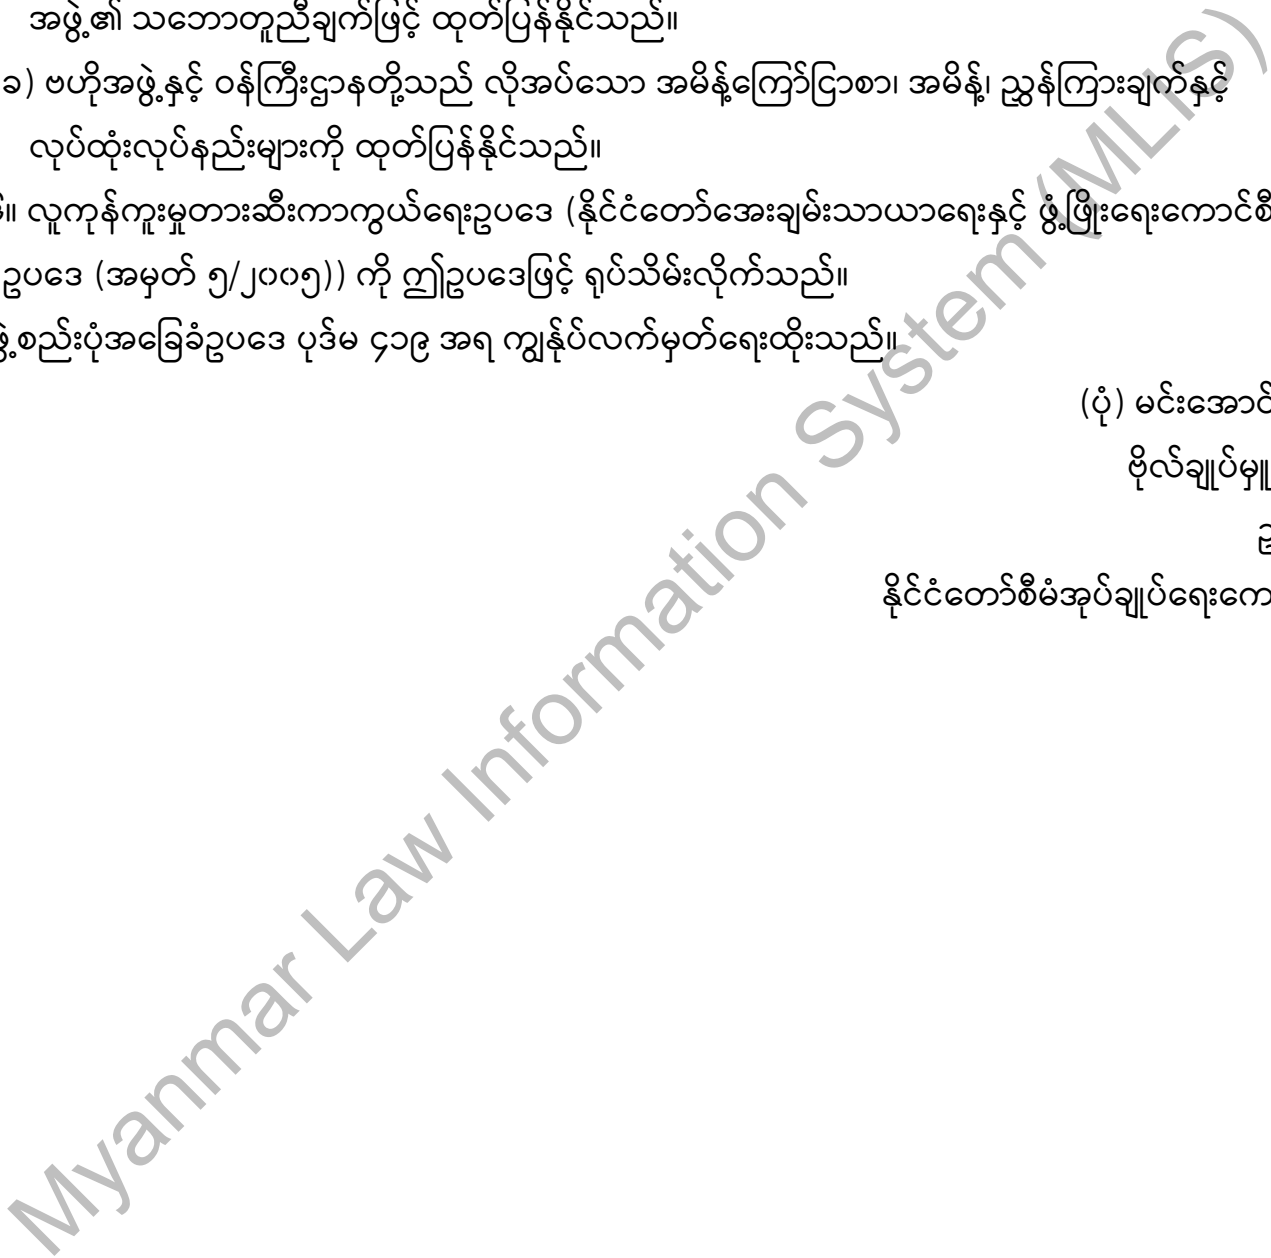 အဖွဲ့၏ သဘောတူညီချက်ဖြင့် ထုတ်ပြန်နိုင်သည်။
ခ) ဗဟိုအဖွဲ့နှင့် ဝန်ကြီးဌာနတို့သည် လိုအပ်သော အမိန့်ကြော်ငြာစာ၊ အမိန့်၊ ညွှန်ကြားချက်နှင့်
လုပ်ထုံးလုပ်နည်းများကို ထုတ်ပြန်နိုင်သည်။
။ လူကုန်ကူးမှုတားဆီးကာကွယ်ရေးဥပဒေ (နိုင်ငံတော်အေးချမ်းသာယာရေးနှင့် ဖွံ့ဖြိုးရေးကောင်စီ
ဥပဒေ (အမှတ် ၅/၂၀၀၅)) ကို ဤဥပဒေဖြင့် ရုပ်သိမ်းလိုက်သည်။
ဖွဲ့စည်းပုံအခြေခံဥပဒေ ပုဒ်မ ၄၁၉ အရ ကျွန်ုပ်လက်မှတ်ရေးထိုးသည်။
(ပုံ) မင်းအောင်
ဗိုလ်ချုပ်မှူး
နိုင်ငံတော်စီမံအုပ်ချုပ်ရေးကော
Myanmar Law Information System (MLIS)